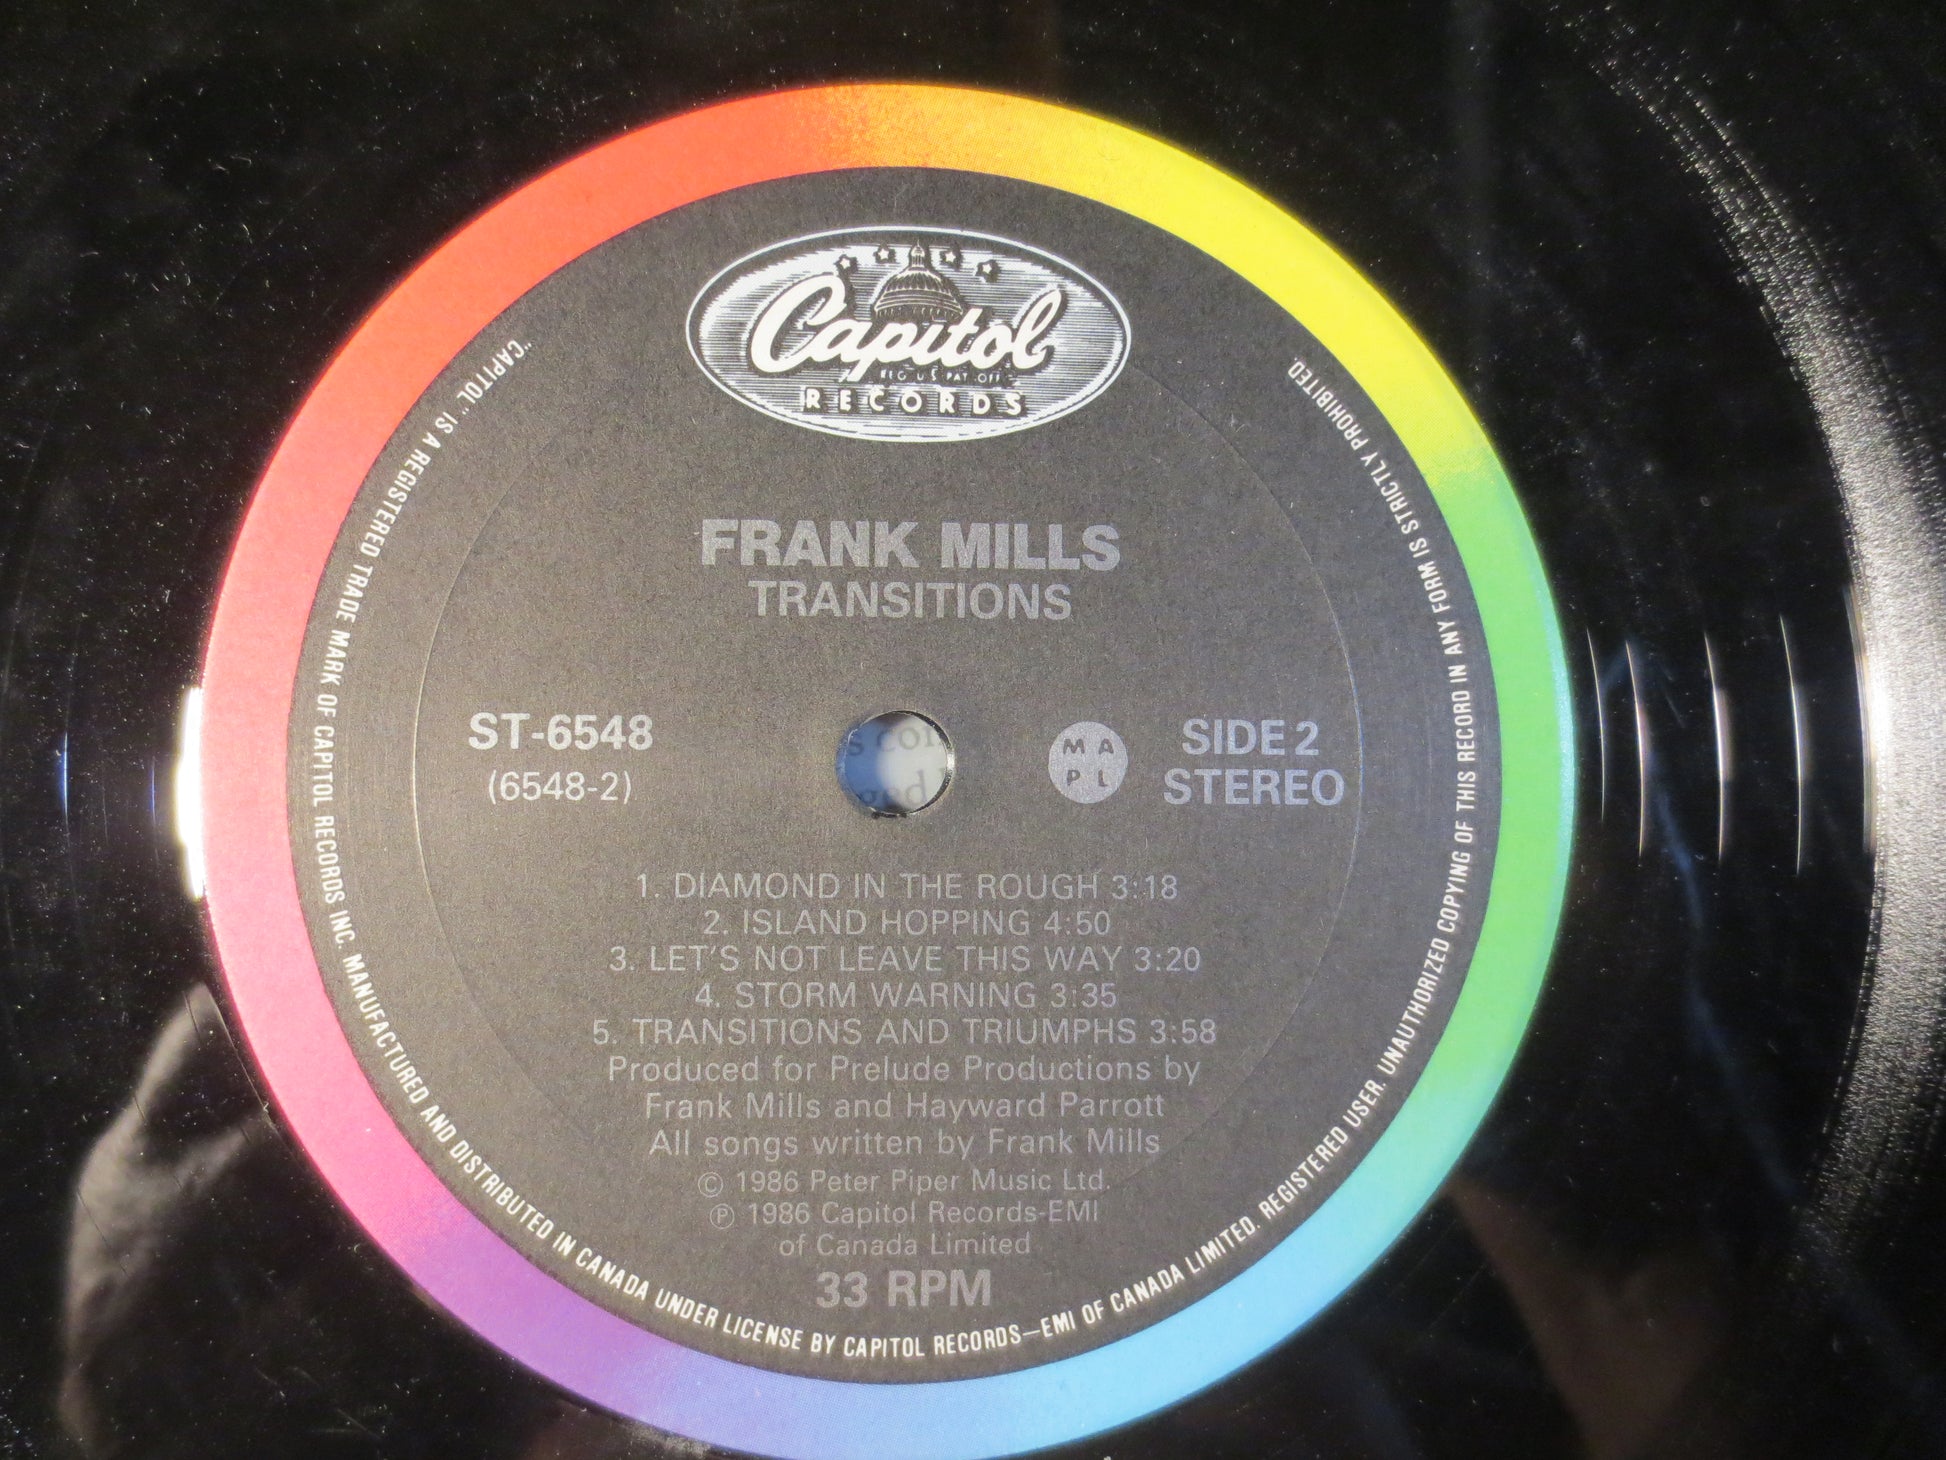 Capitol
REG. U.S. PAT. OFF.
RECORDS
FRANK MILLS
TRANSITIONS
ST-6548
(6548-2)
M A
P L
SIDE 2
STEREO
1. DIAMOND IN THE ROUGH 3:18
2. ISLAND HOPPING 4:50
3. LET'S NOT LEAVE THIS WAY 3:20
4. STORM WARNING 3:35
5. TRANSITIONS AND TRIUMPHS 3:58
Produced for Prelude Productions by
Frank Mills and Hayward Parrott
All songs written by Frank Mills
© 1986 Peter Piper Music Ltd.
℗ 1986 Capitol Records-EMI
of Canada Limited
33 RPM
"CAPITOL" IS A REGISTERED TRADE MARK OF CAPITOL RECORDS INC. MANUFACTURED AND DISTRIBUTED IN CANADA UNDER LICENSE BY CAPITOL RECORDS—EMI OF CANADA LIMITED. REGISTERED USER. UNAUTHORIZED COPYING OF THIS RECORD IN ANY FORM IS STRICTLY PROHIBITED.